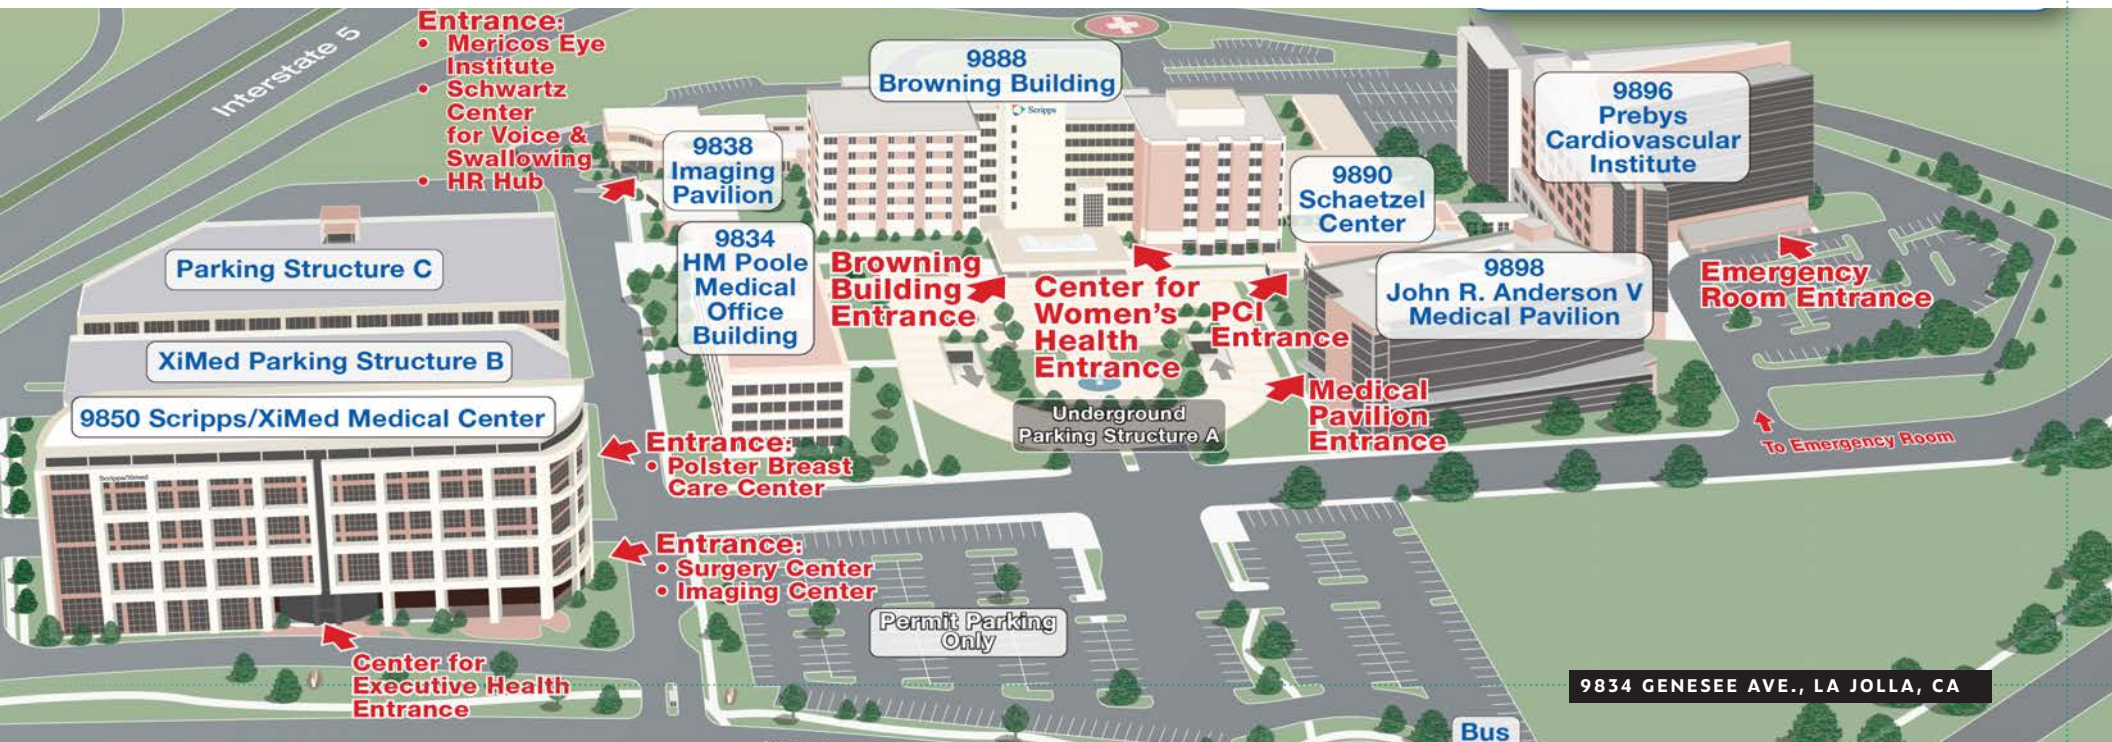 Interstate 5
Entrance:
• Mericos Eye
Institute
• Schwartz
Center
for Voice &
Swallowing
• HR Hub
9888
Browning Building
Scripps
9896
Prebys
Cardiovascular
Institute
9838
Imaging
Pavilion
9890
Schaetzel
Center
9834
HM Poole
Medical
Office
Building
Parking Structure C
Browning
Building
Entrance
Center for
Women's
Health
Entrance
PCI
Entrance
9898
John R. Anderson V
Medical Pavilion
Emergency
Room Entrance
XiMed Parking Structure B
9850 Scripps/XiMed Medical Center
Medical
Pavilion
Entrance
Underground
Parking Structure A
To Emergency Room
Entrance:
• Polster Breast
Care Center
Scripps/Ximed
Entrance:
• Surgery Center
• Imaging Center
Permit Parking
Only
Center for
Executive Health
Entrance
9834 GENESEE AVE., LA JOLLA, CA
Bus